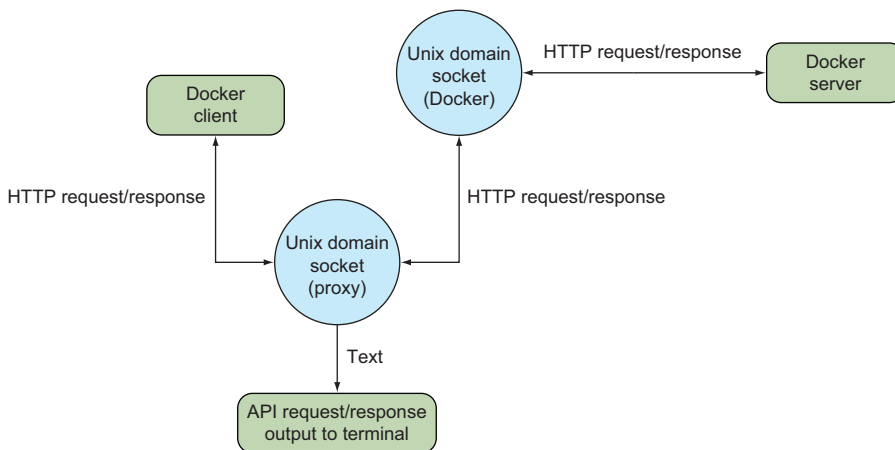 Unix domain
socket
(Docker)
HTTP request/response
Docker
server
Docker
client
HTTP request/response
HTTP request/response
Unix domain
socket
(proxy)
Text
API request/response
output to terminal